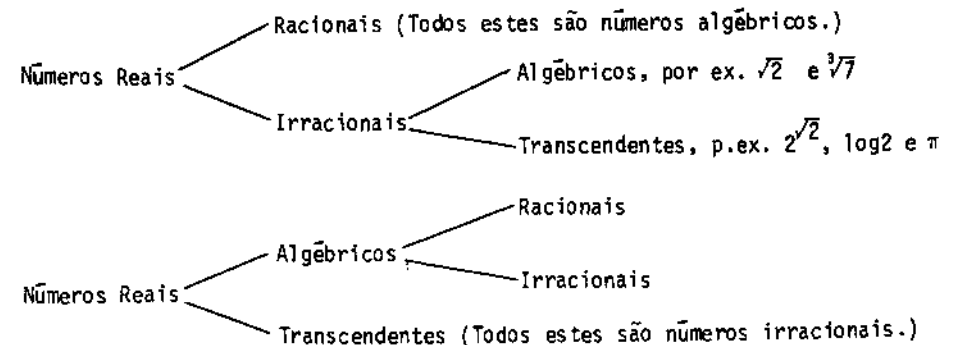 Racionais (Todos estes são números algébricos.)
Números Reais
Algébricos, por ex. √2 e ∛7
Irracionais
Transcendentes, p.ex. 2^√2, log2 e π
Racionais
Algébricos
Irracionais
Números Reais
Transcendentes (Todos estes são números irracionais.)